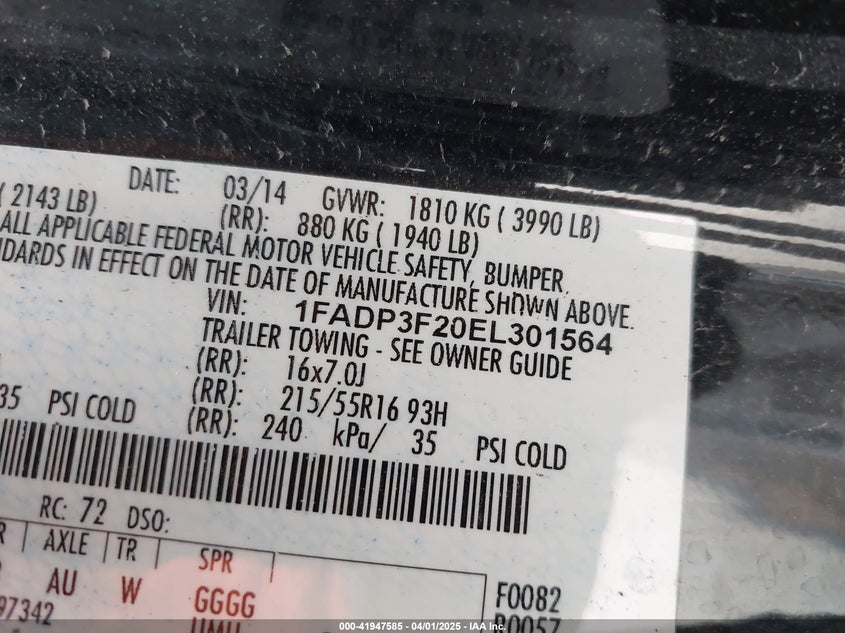 DATE: 03/14 GVWR: 1810 KG ( 3990 LB)
( 2143 LB) (RR): 880 KG ( 1940 LB)
ALL APPLICABLE FEDERAL MOTOR VEHICLE SAFETY, BUMPER,
IN EFFECT ON THE DATE OF MANUFACTURE SHOWN ABOVE.
VIN: 1FADP3F20EL301564
TRAILER TOWING - SEE OWNER GUIDE
(RR): 16x7.0J
(RR): 215/55R16 93H
35 PSI COLD (RR): 240 kPa/ 35 PSI COLD
RC: 72 DSO:
R AXLE TR SPR
AU W GGGG F0082
97342
000-41947585 - 04/01/2025 - IAA Inc.